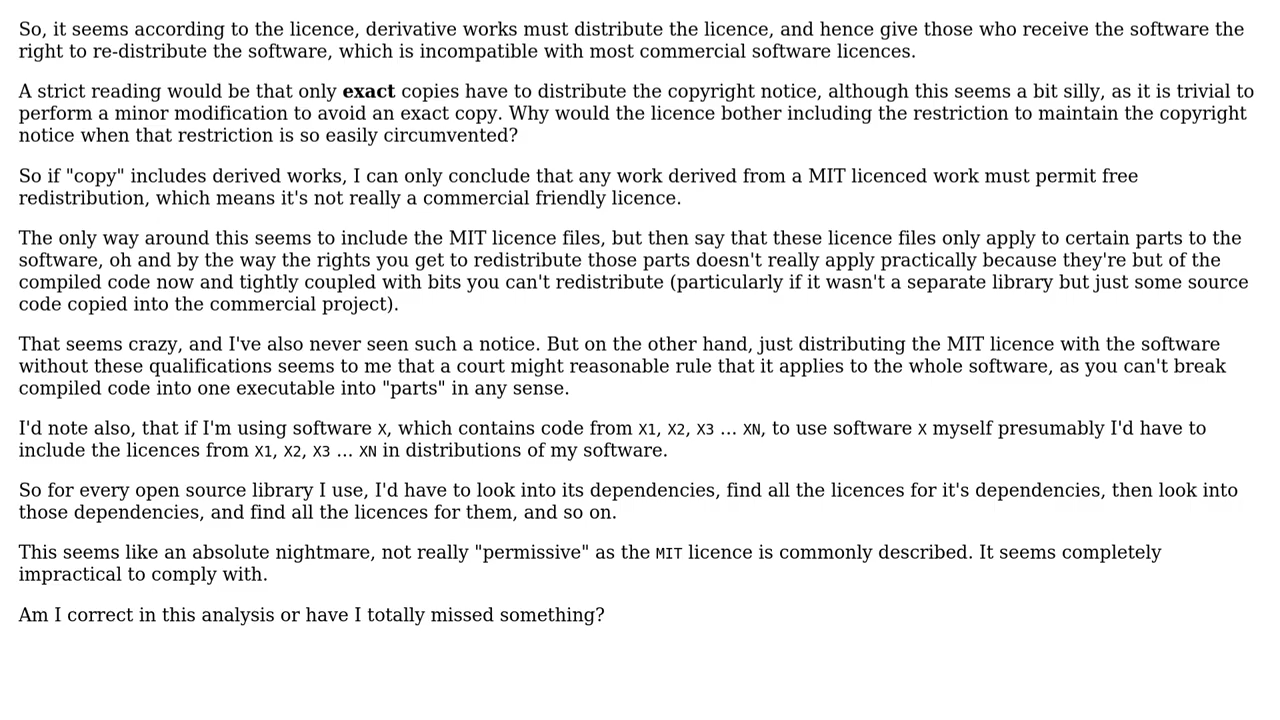 So, it seems according to the licence, derivative works must distribute the licence, and hence give those who receive the software the
right to re-distribute the software, which is incompatible with most commercial software licences.
A strict reading would be that only exact copies have to distribute the copyright notice, although this seems a bit silly, as it is trivial to
perform a minor modification to avoid an exact copy. Why would the licence bother including the restriction to maintain the copyright
notice when that restriction is so easily circumvented?
So if "copy" includes derived works, I can only conclude that any work derived from a MIT licenced work must permit free
redistribution, which means it's not really a commercial friendly licence.
The only way around this seems to include the MIT licence files, but then say that these licence files only apply to certain parts to the
software, oh and by the way the rights you get to redistribute those parts doesn't really apply practically because they're but of the
compiled code now and tightly coupled with bits you can't redistribute (particularly if it wasn't a separate library but just some source
code copied into the commercial project).
That seems crazy, and I've also never seen such a notice. But on the other hand, just distributing the MIT licence with the software
without these qualifications seems to me that a court might reasonable rule that it applies to the whole software, as you can't break
compiled code into one executable into "parts" in any sense.
I'd note also, that if I'm using software X, which contains code from X1, X2, X3 ... XN, to use software X myself presumably I'd have to
include the licences from X1, X2, X3 ... XN in distributions of my software.
So for every open source library I use, I'd have to look into its dependencies, find all the licences for it's dependencies, then look into
those dependencies, and find all the licences for them, and so on.
This seems like an absolute nightmare, not really "permissive" as the MIT licence is commonly described. It seems completely
impractical to comply with.
Am I correct in this analysis or have I totally missed something?